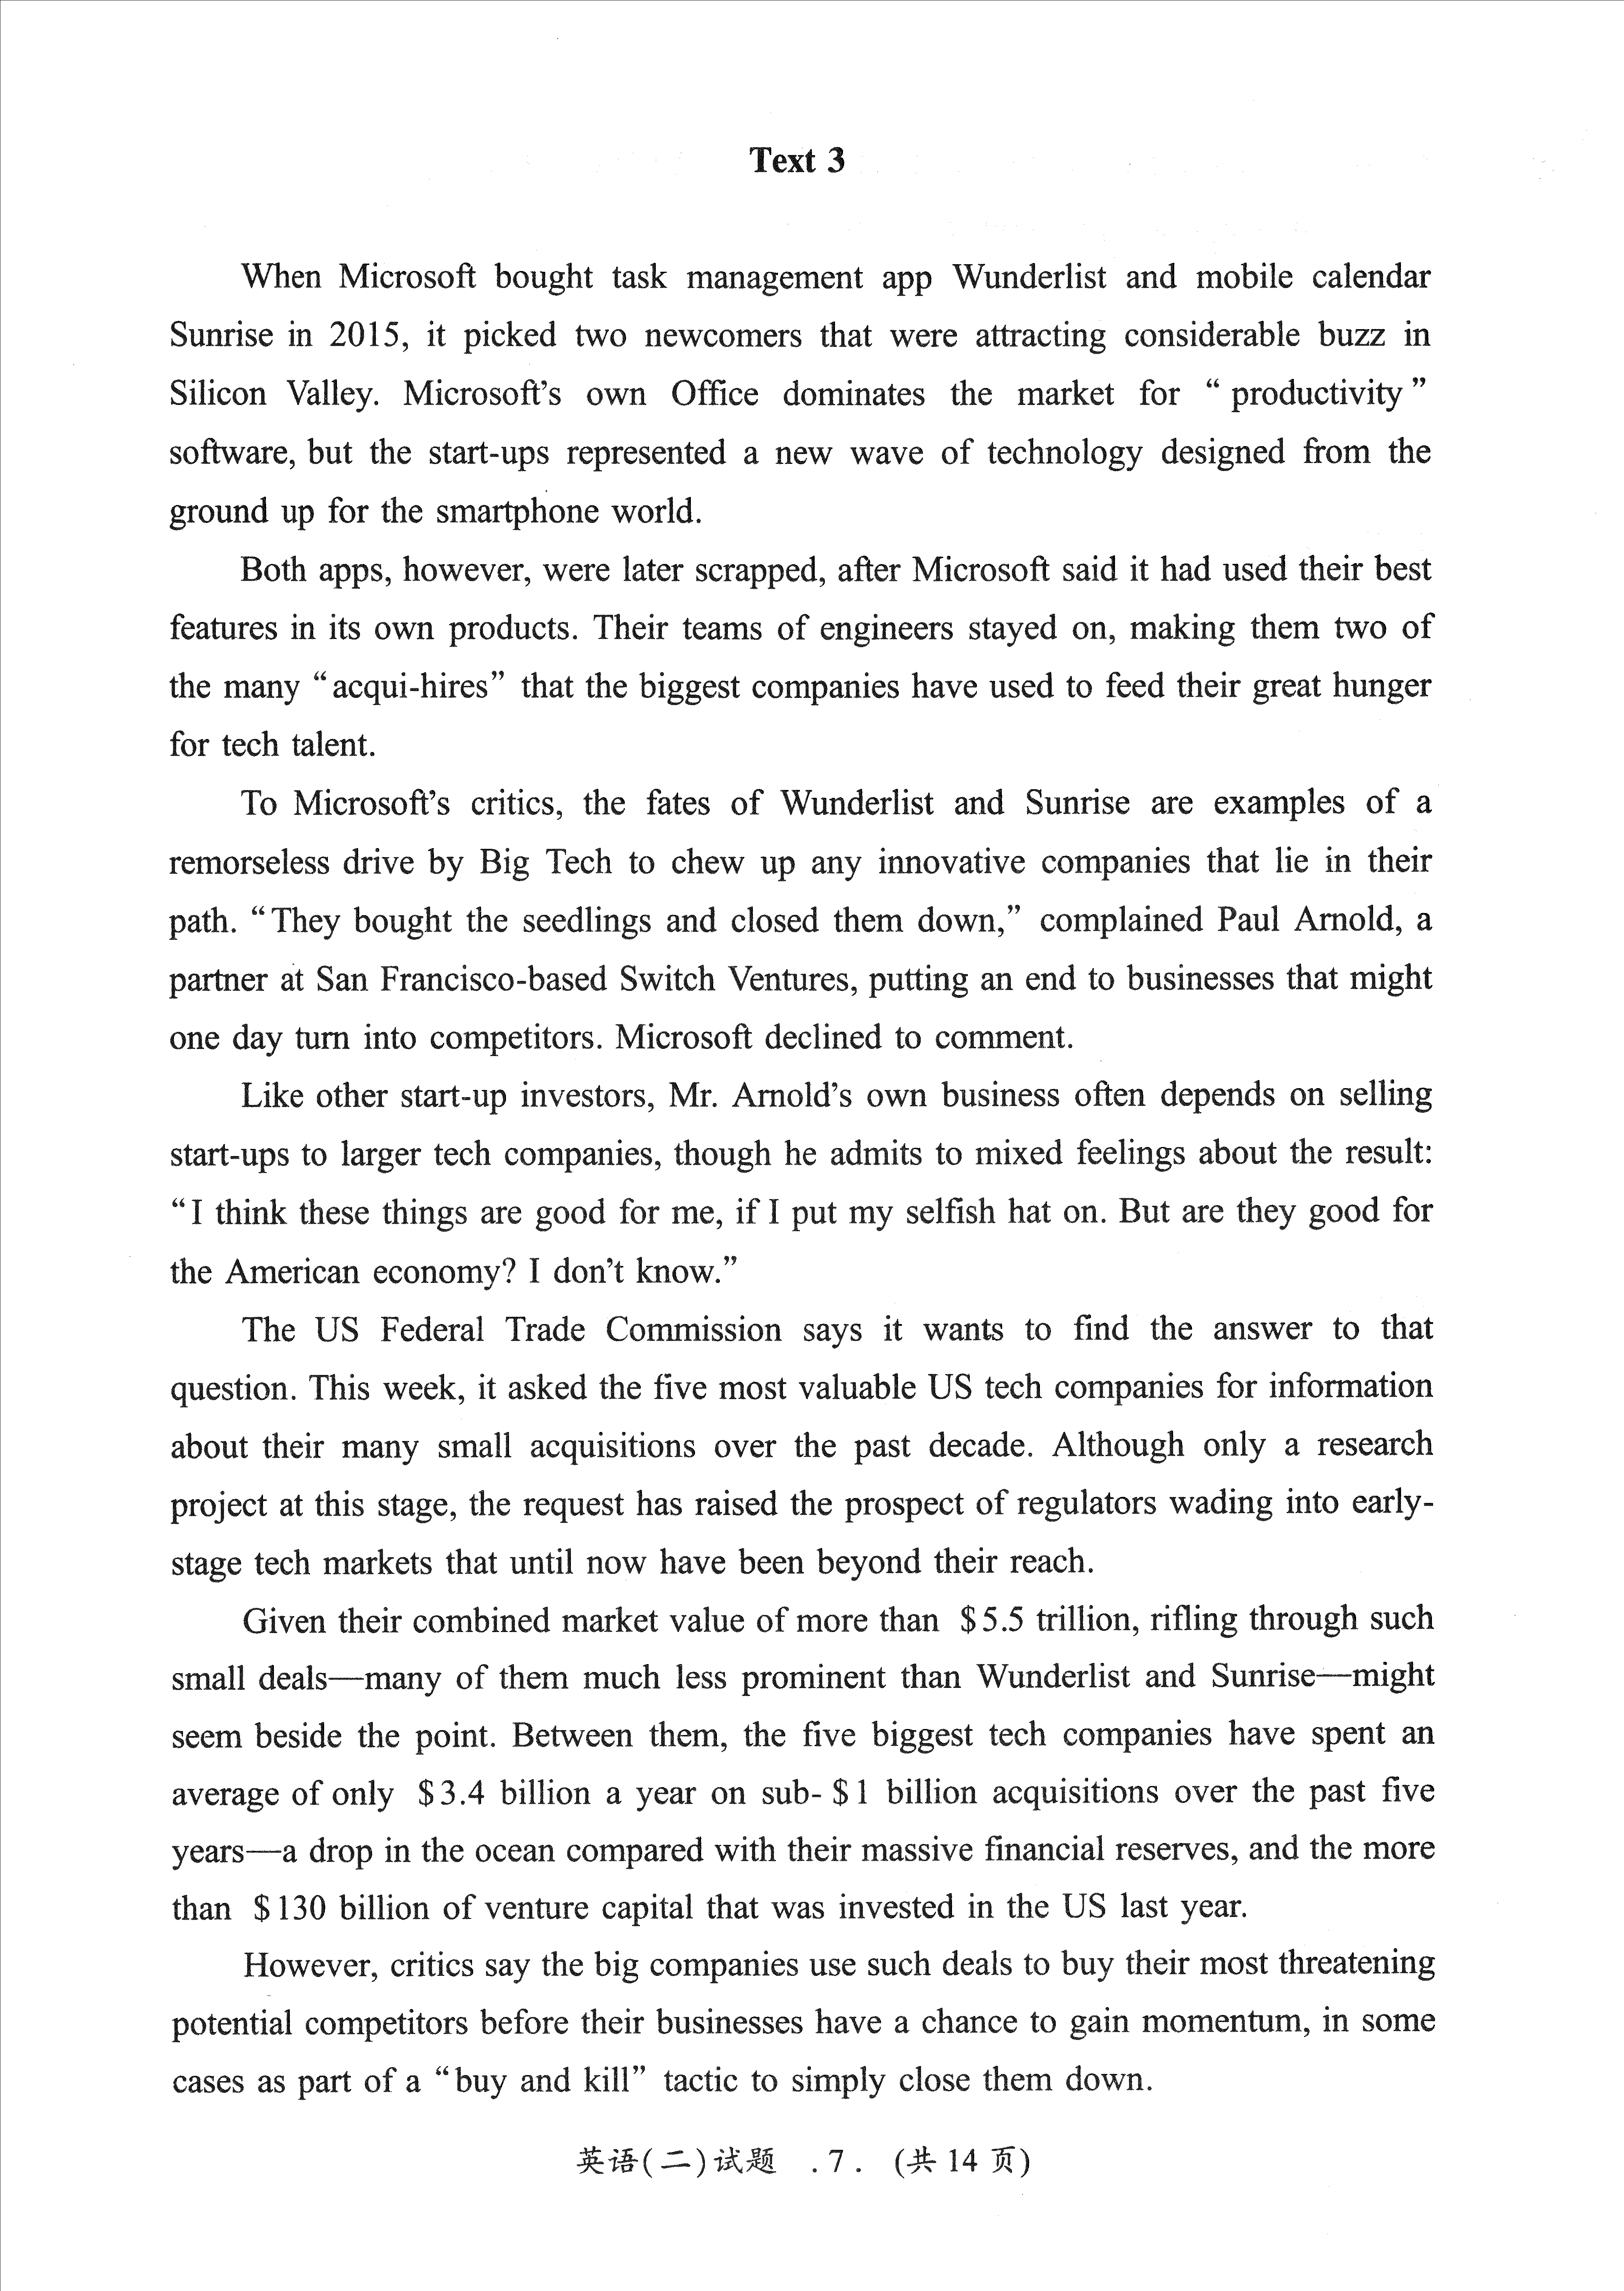 Text 3
When Microsoft bought task management app Wunderlist and mobile calendar
Sunrise in 2015, it picked two newcomers that were attracting considerable buzz in
Silicon Valley. Microsoft’s own Office dominates the market for “productivity”
software, but the start-ups represented a new wave of technology designed from the
ground up for the smartphone world.
Both apps, however, were later scrapped, after Microsoft said it had used their best
features in its own products. Their teams of engineers stayed on, making them two of
the many “acqui-hires” that the biggest companies have used to feed their great hunger
for tech talent.
To Microsoft’s critics, the fates of Wunderlist and Sunrise are examples of a
remorseless drive by Big Tech to chew up any innovative companies that lie in their
path. “They bought the seedlings and closed them down,” complained Paul Arnold, a
partner at San Francisco-based Switch Ventures, putting an end to businesses that might
one day turn into competitors. Microsoft declined to comment.
Like other start-up investors, Mr. Arnold’s own business often depends on selling
start-ups to larger tech companies, though he admits to mixed feelings about the result:
“I think these things are good for me, if I put my selfish hat on. But are they good for
the American economy? I don’t know.”
The US Federal Trade Commission says it wants to find the answer to that
question. This week, it asked the five most valuable US tech companies for information
about their many small acquisitions over the past decade. Although only a research
project at this stage, the request has raised the prospect of regulators wading into early-
stage tech markets that until now have been beyond their reach.
Given their combined market value of more than $5.5 trillion, rifling through such
small deals—many of them much less prominent than Wunderlist and Sunrise—might
seem beside the point. Between them, the five biggest tech companies have spent an
average of only $3.4 billion a year on sub-$1 billion acquisitions over the past five
years—a drop in the ocean compared with their massive financial reserves, and the more
than $130 billion of venture capital that was invested in the US last year.
However, critics say the big companies use such deals to buy their most threatening
potential competitors before their businesses have a chance to gain momentum, in some
cases as part of a “buy and kill” tactic to simply close them down.
英语(二)试题 .7. (共14页)